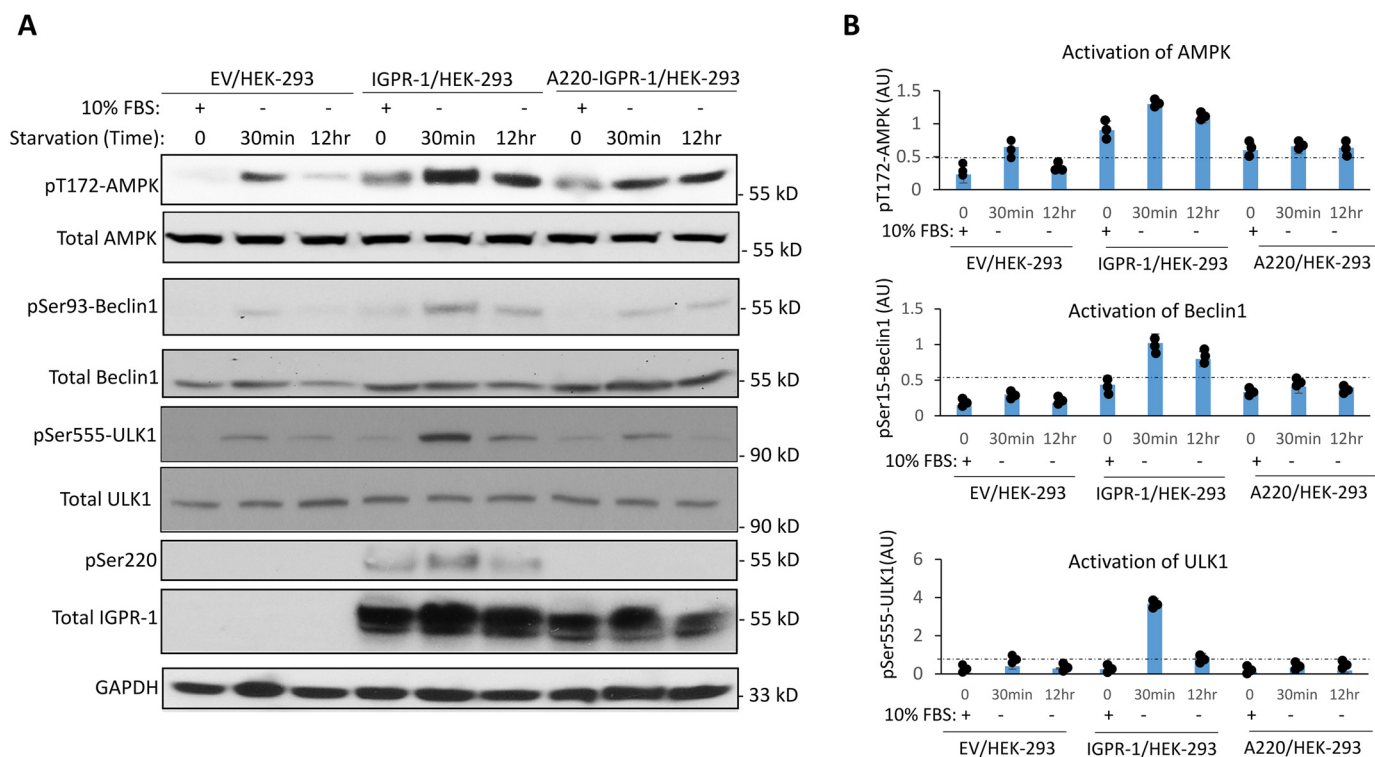 A
EV/HEK-293 IGPR-1/HEK-293 A220-IGPR-1/HEK-293
10% FBS: + - - + - - + - -
Starvation (Time): 0 30min 12hr 0 30min 12hr 0 30min 12hr
pT172-AMPK - 55 kD
Total AMPK - 55 kD
pSer93-Beclin1 - 55 kD
Total Beclin1 - 55 kD
pSer555-ULK1 - 90 kD
Total ULK1 - 90 kD
pSer220 - 55 kD
Total IGPR-1 - 55 kD
GAPDH - 33 kD
B
Activation of AMPK
pT172-AMPK (AU)
1.5
1
0.5
0
0 30min 12hr 0 30min 12hr 0 30min 12hr
10% FBS: + - - + - - + - -
EV/HEK-293 IGPR-1/HEK-293 A220/HEK-293
Activation of Beclin1
pSer15-Beclin1 (AU)
1.5
1
0.5
0
0 30min 12hr 0 30min 12hr 0 30min 12hr
10% FBS: + - - + - - + - -
EV/HEK-293 IGPR-1/HEK-293 A220/HEK-293
Activation of ULK1
pSer555-ULK1(AU)
6
4
2
0
0 30min 12hr 0 30min 12hr 0 30min 12hr
10% FBS: + - - + - - + - -
EV/HEK-293 IGPR-1/HEK-293 A220/HEK-293